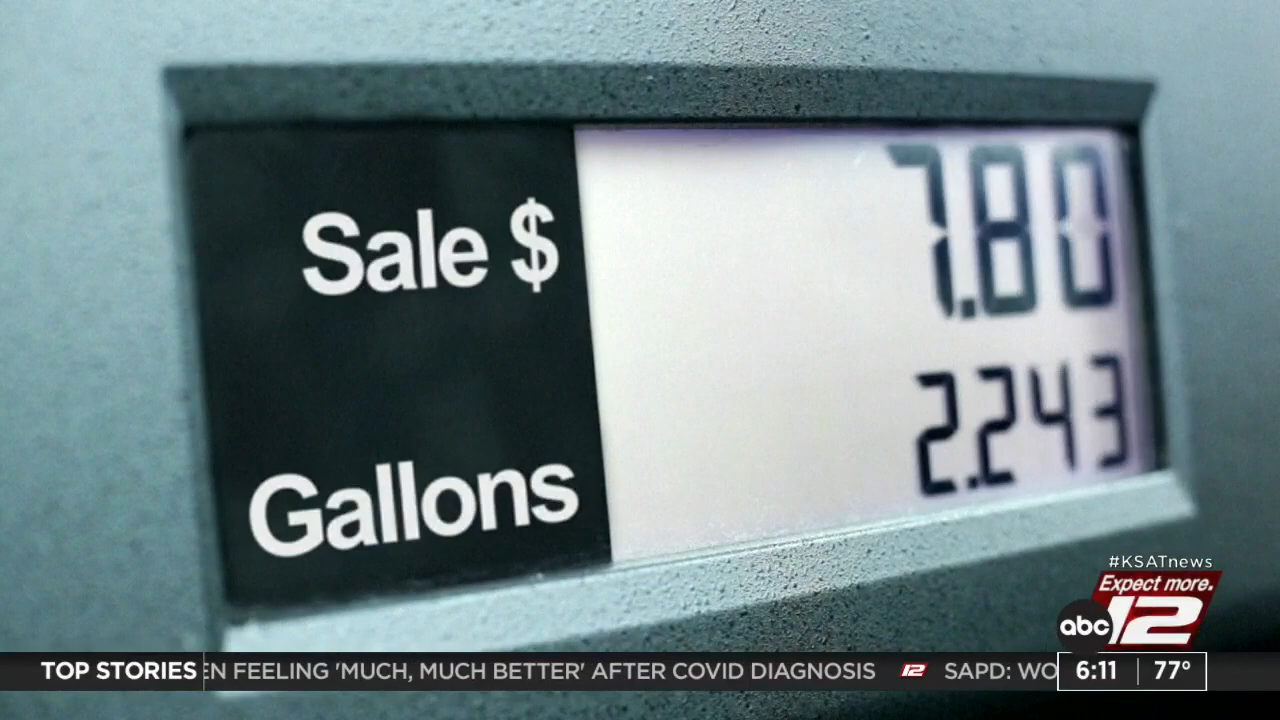 Sale $ 7.80
Gallons 2.243
#KSATnews
Expect more.
abc 12
TOP STORIES EN FEELING 'MUCH, MUCH BETTER' AFTER COVID DIAGNOSIS 12 SAPD: WO 6:11 77°